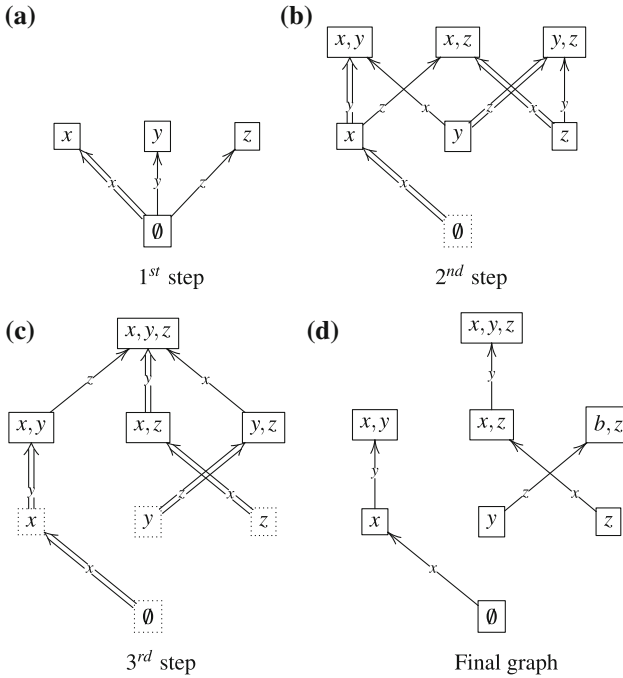 (a)
x
y
z
x
y
z
∅
1st step
(b)
x, y
x, z
y, z
y
z
x
z
x
y
x
y
z
x
∅
2nd step
(c)
x, y, z
z
y
x
x, y
x, z
y, z
y
z
x
x
y
z
x
∅
3rd step
(d)
x, y, z
y
x, y
x, z
b, z
y
z
x
x
y
z
x
∅
Final graph